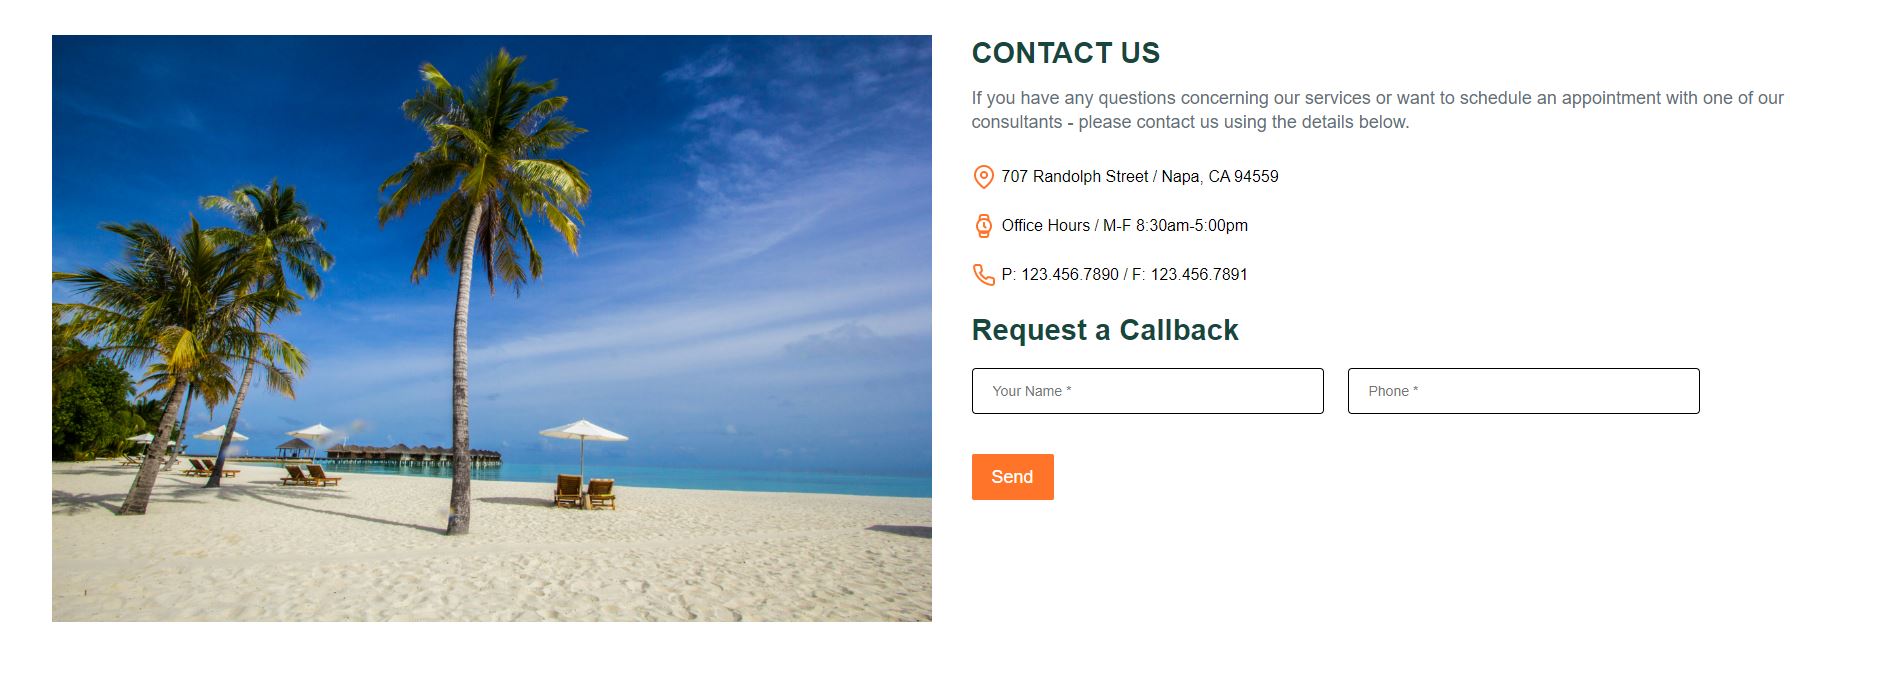 CONTACT US
If you have any questions concerning our services or want to schedule an appointment with one of our
consultants - please contact us using the details below.
707 Randolph Street / Napa, CA 94559
Office Hours / M-F 8:30am-5:00pm
P: 123.456.7890 / F: 123.456.7891
Request a Callback
Your Name *
Phone *
Send